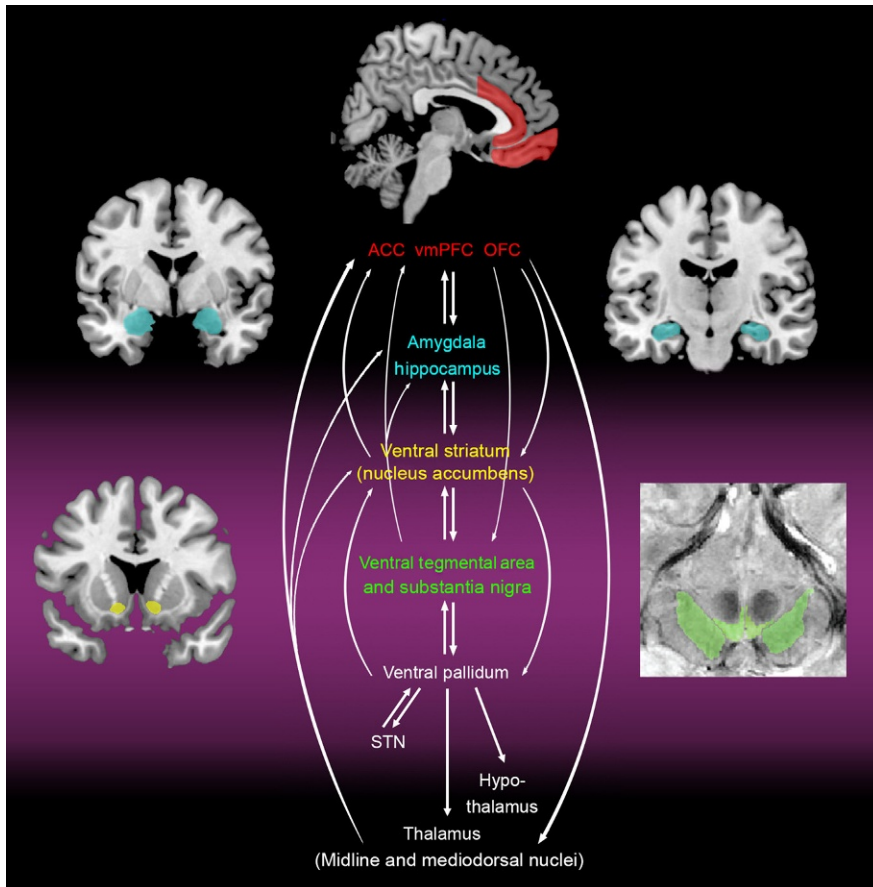 ACC vmPFC OFC
Amygdala
hippocampus
Ventral striatum
(nucleus accumbens)
Ventral tegmental area
and substantia nigra
Ventral pallidum
STN
Hypo-
thalamus
Thalamus
(Midline and mediodorsal nuclei)